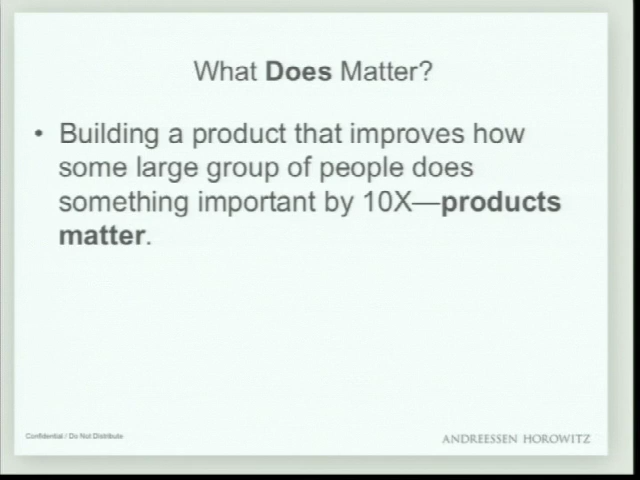 What Does Matter?
• Building a product that improves how
some large group of people does
something important by 10X—products
matter.
Confidential / Do Not Distribute
ANDREESSEN HOROWITZ